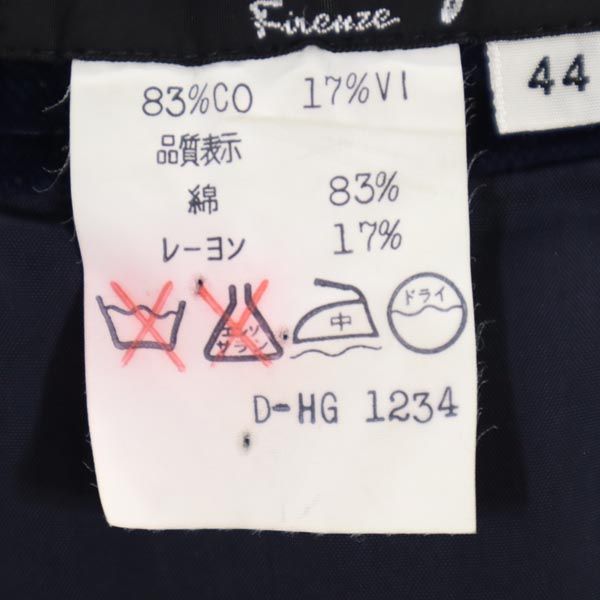 Firenze
44
83%CO 17%VI
品質表示
綿 83%
レーヨン 17%
エンソ
サラシ
中
ドライ
D-HG 1234